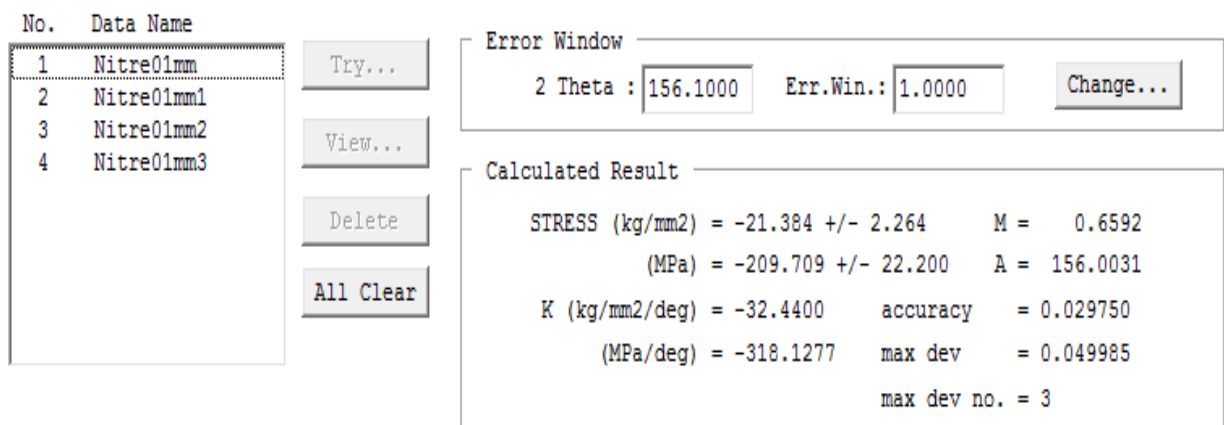 No. Data Name
1 Nitre01mm
2 Nitre01mm1
3 Nitre01mm2
4 Nitre01mm3
Try...
View...
Delete
All Clear
Error Window
2 Theta : 156.1000 Err.Win.: 1.0000 Change...
Calculated Result
STRESS (kg/mm2) = -21.384 +/- 2.264 M = 0.6592
(MPa) = -209.709 +/- 22.200 A = 156.0031
K (kg/mm2/deg) = -32.4400 accuracy = 0.029750
(MPa/deg) = -318.1277 max dev = 0.049985
max dev no. = 3